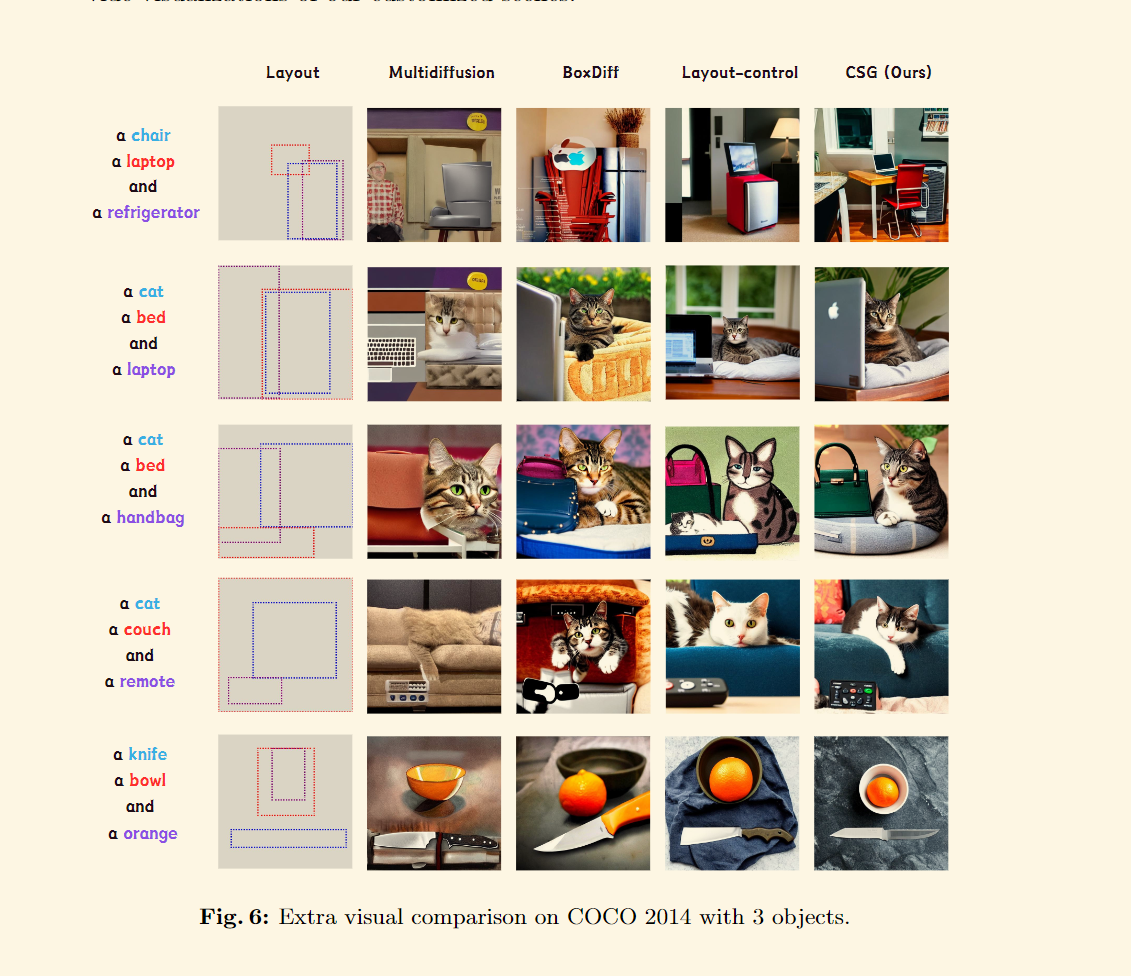 Layout Multidiffusion BoxDiff Layout-control CSG (Ours)
a chair
a laptop
and
a refrigerator
a cat
a bed
and
a laptop
a cat
a bed
and
a handbag
a cat
a couch
and
a remote
a knife
a bowl
and
a orange
Fig. 6: Extra visual comparison on COCO 2014 with 3 objects.